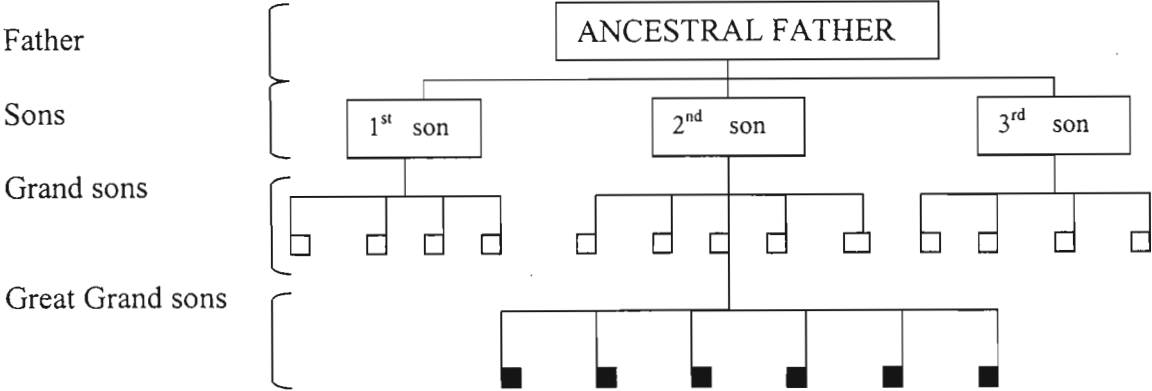 Father
ANCESTRAL FATHER
Sons
1st son
2nd son
3rd son
Grand sons
Great Grand sons